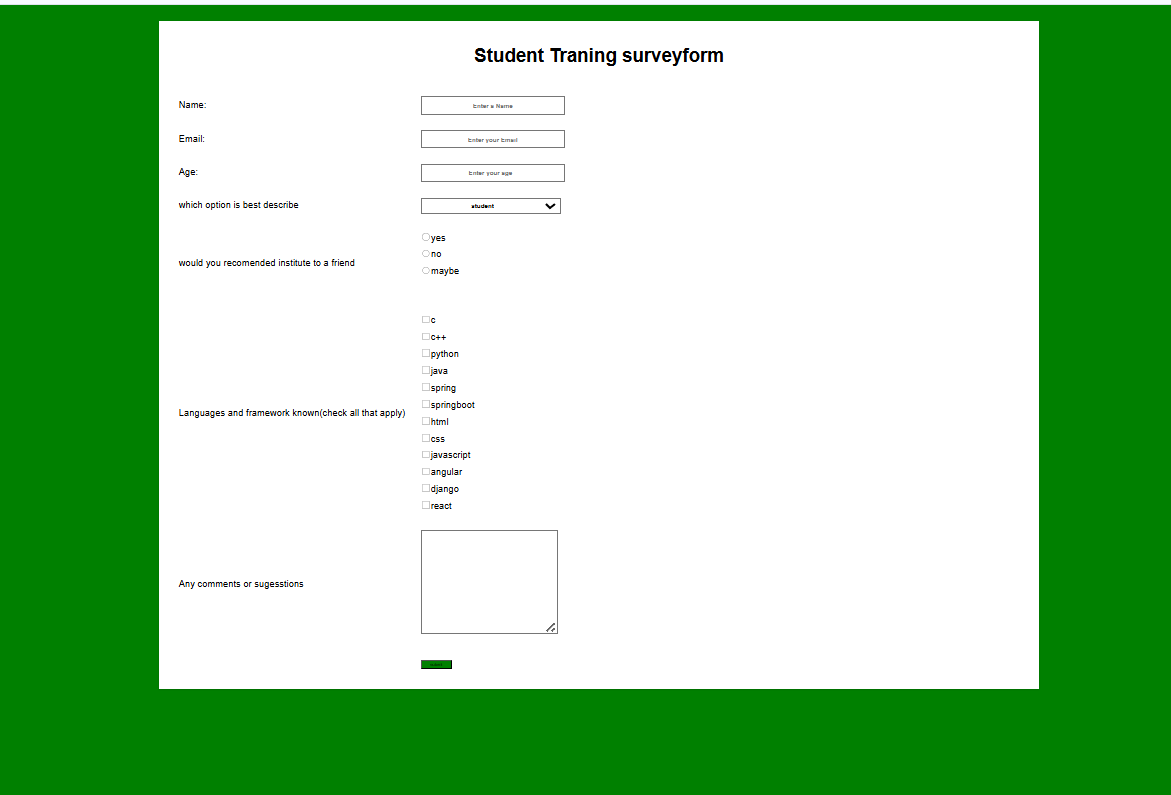 Student Traning surveyform
Name:
Enter a Name
Email:
Enter your Email
Age:
Enter your age
which option is best describe
student
would you recomended institute to a friend
yes
no
maybe
Languages and framework known(check all that apply)
c
c++
python
java
spring
springboot
html
css
javascript
angular
django
react
Any comments or sugesstions